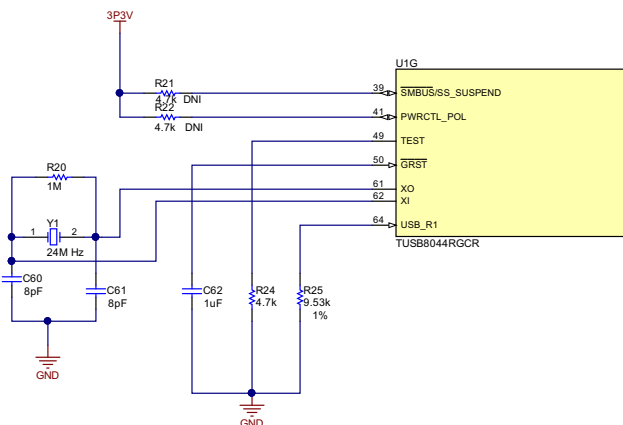 3P3V
U1G
R21
4.7k DNI
39
SMBUS/SS_SUSPEND
R22
4.7k DNI
41
PWRCTL_POL
49
TEST
50
GRST
R20
1M
61
XO
62
XI
Y1
1
2
24M Hz
64
USB_R1
TUSB8044RGCR
C60
8pF
C61
8pF
C62
1uF
R24
4.7k
R25
9.53k
1%
GND
GND